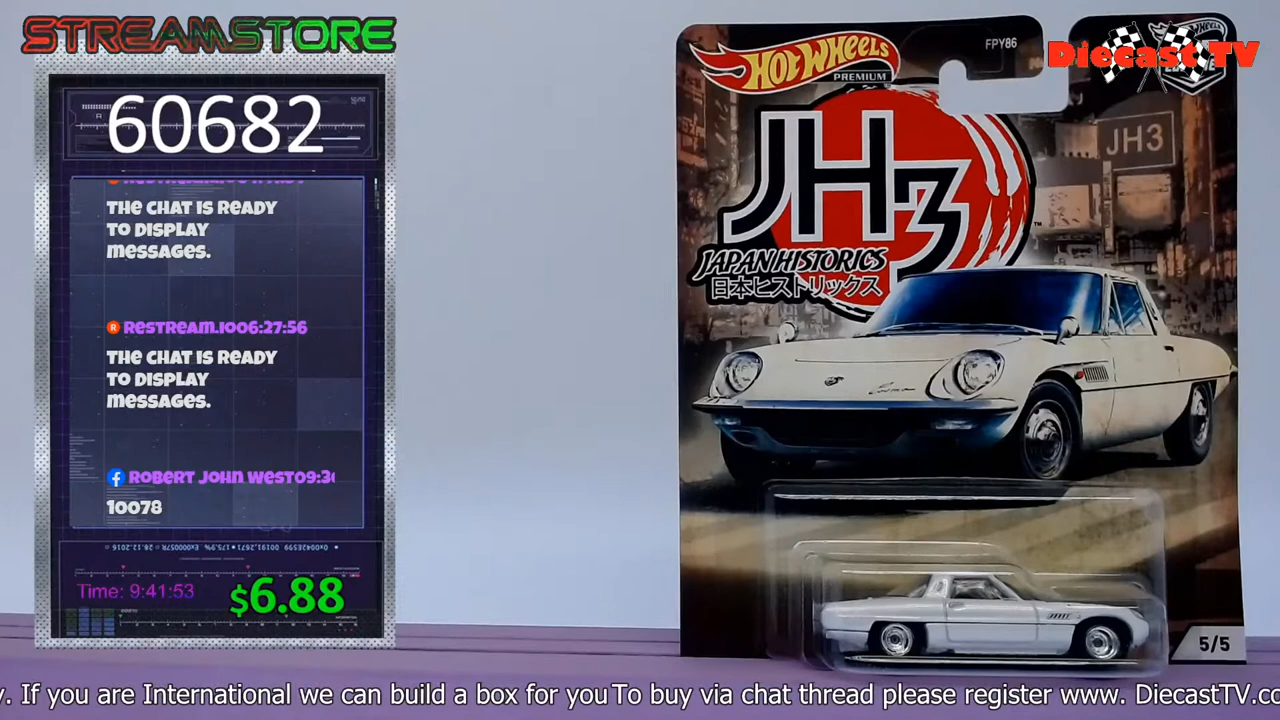 STREAMSTORE
60682
THE CHAT IS READY
TO DISPLAY
MESSAGES.
RESTREAM.IO06:27:56
THE CHAT IS READY
TO DISPLAY
MESSAGES.
ROBERT JOHN WEST09:3
10078
Time: 9:41:53
$6.88
HOT WHEELS
PREMIUM
FPY86
Diecast TV
JH3
JH3
JAPAN HISTORICS
日本ヒストリックス
Cosmo
5/5
y. If you are International we can build a box for youTo buy via chat thread please register www. DiecastTV.co